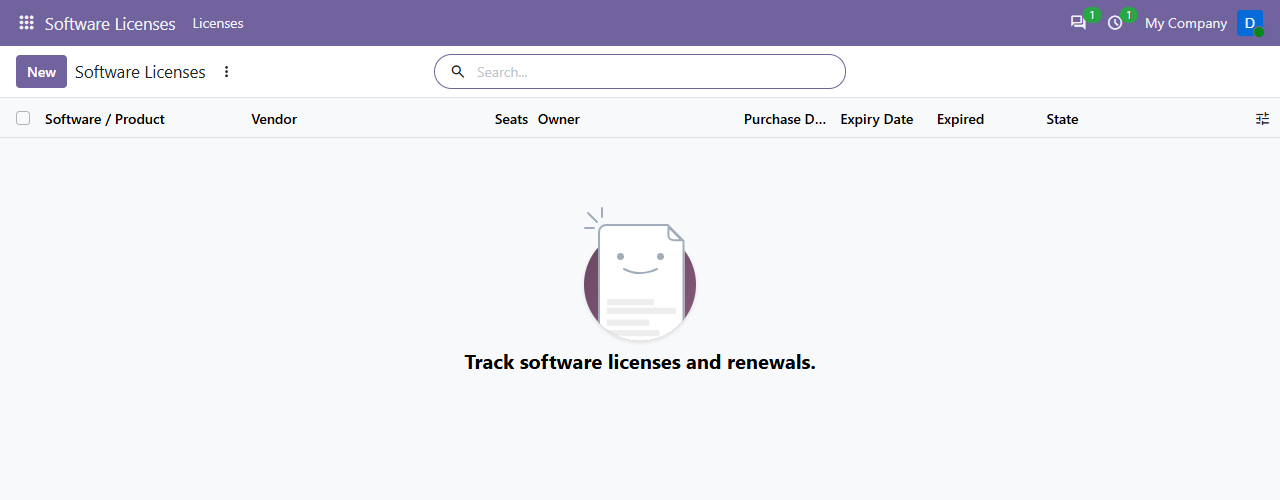 Software Licenses Licenses 1 1 My Company D
New Software Licenses Search...
Software / Product Vendor Seats Owner Purchase D... Expiry Date Expired State
Track software licenses and renewals.